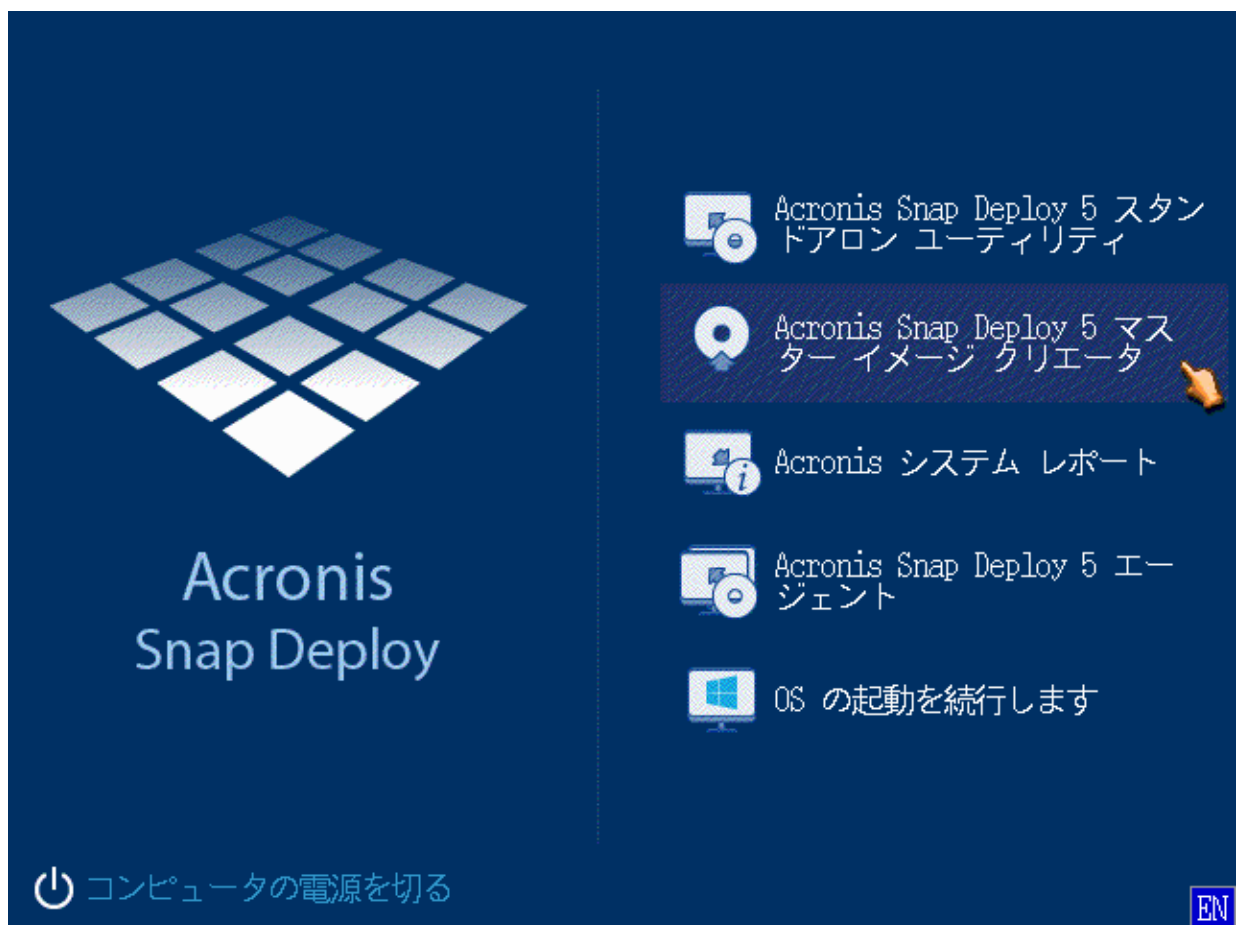 Acronis
Snap Deploy
Acronis Snap Deploy 5 スタン
ドアロン ユーティリティ
Acronis Snap Deploy 5 マス
ター イメージ クリエータ
Acronis システム レポート
Acronis Snap Deploy 5 エー
ジェント
OS の起動を続行します
コンピュータの電源を切る
EN